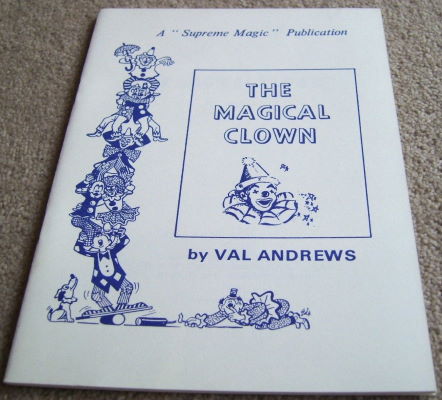 A " Supreme Magic " Publication
THE
MAGICAL
CLOWN
by VAL ANDREWS